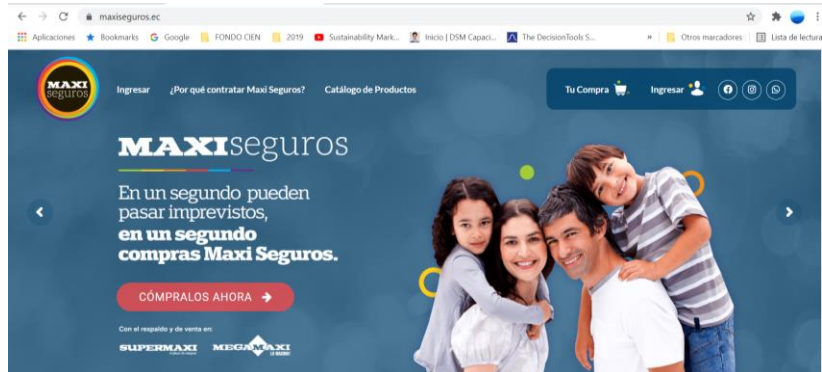 maxiseguros.ec
Aplicaciones Bookmarks Google FONDO CIEN 2019 Sustainability Mark... Inicio | DSM Capaci... The DecisionTools S... » Otros marcadores Lista de lectura
MAXI
seguros
Ingresar ¿Por qué contratar Maxi Seguros? Catálogo de Productos Tu Compra Ingresar
MAXIseguros
En un segundo pueden
pasar imprevistos,
en un segundo
compras Maxi Seguros.
CÓMPRALOS AHORA
Con el respaldo y de venta en:
SUPERMAXI MEGAMAXI